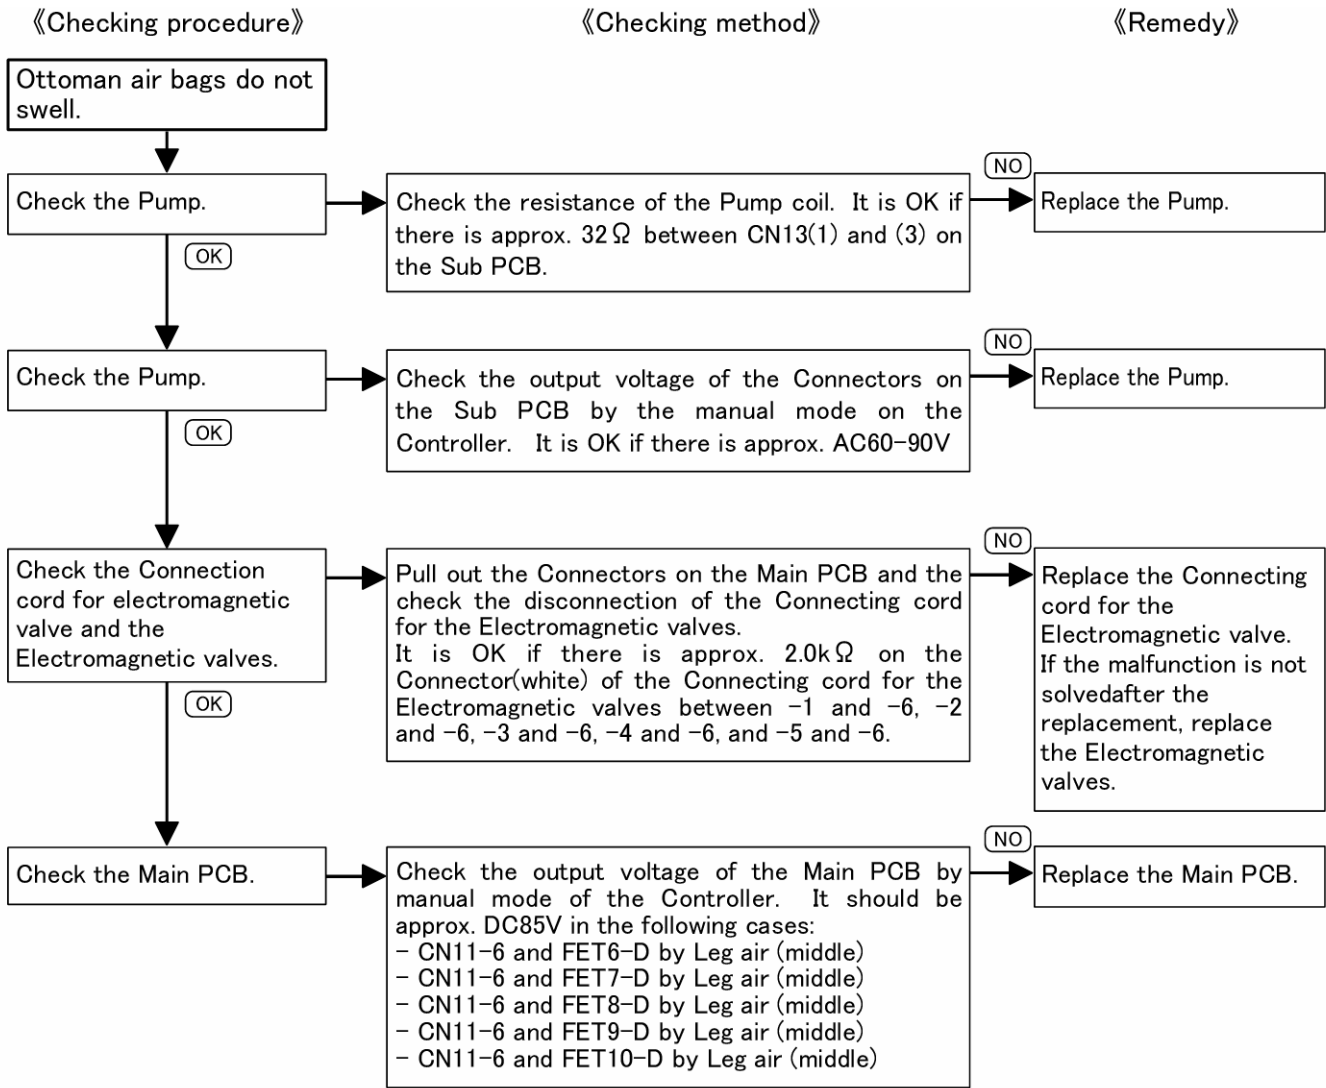 《Checking procedure》
《Checking method》
《Remedy》
Ottoman air bags do not
swell.
Check the Pump.
Check the resistance of the Pump coil. It is OK if
there is approx. 32Ω between CN13(1) and (3) on
the Sub PCB.
NO
Replace the Pump.
OK
Check the Pump.
Check the output voltage of the Connectors on
the Sub PCB by the manual mode on the
Controller. It is OK if there is approx. AC60-90V
NO
Replace the Pump.
OK
Check the Connection
cord for electromagnetic
valve and the
Electromagnetic valves.
Pull out the Connectors on the Main PCB and the
check the disconnection of the Connecting cord
for the Electromagnetic valves.
It is OK if there is approx. 2.0kΩ on the
Connector(white) of the Connecting cord for the
Electromagnetic valves between -1 and -6, -2
and -6, -3 and -6, -4 and -6, and -5 and -6.
NO
Replace the Connecting
cord for the
Electromagnetic valve.
If the malfunction is not
solvedafter the
replacement, replace
the Electromagnetic
valves.
OK
Check the Main PCB.
Check the output voltage of the Main PCB by
manual mode of the Controller. It should be
approx. DC85V in the following cases:
- CN11-6 and FET6-D by Leg air (middle)
- CN11-6 and FET7-D by Leg air (middle)
- CN11-6 and FET8-D by Leg air (middle)
- CN11-6 and FET9-D by Leg air (middle)
- CN11-6 and FET10-D by Leg air (middle)
NO
Replace the Main PCB.